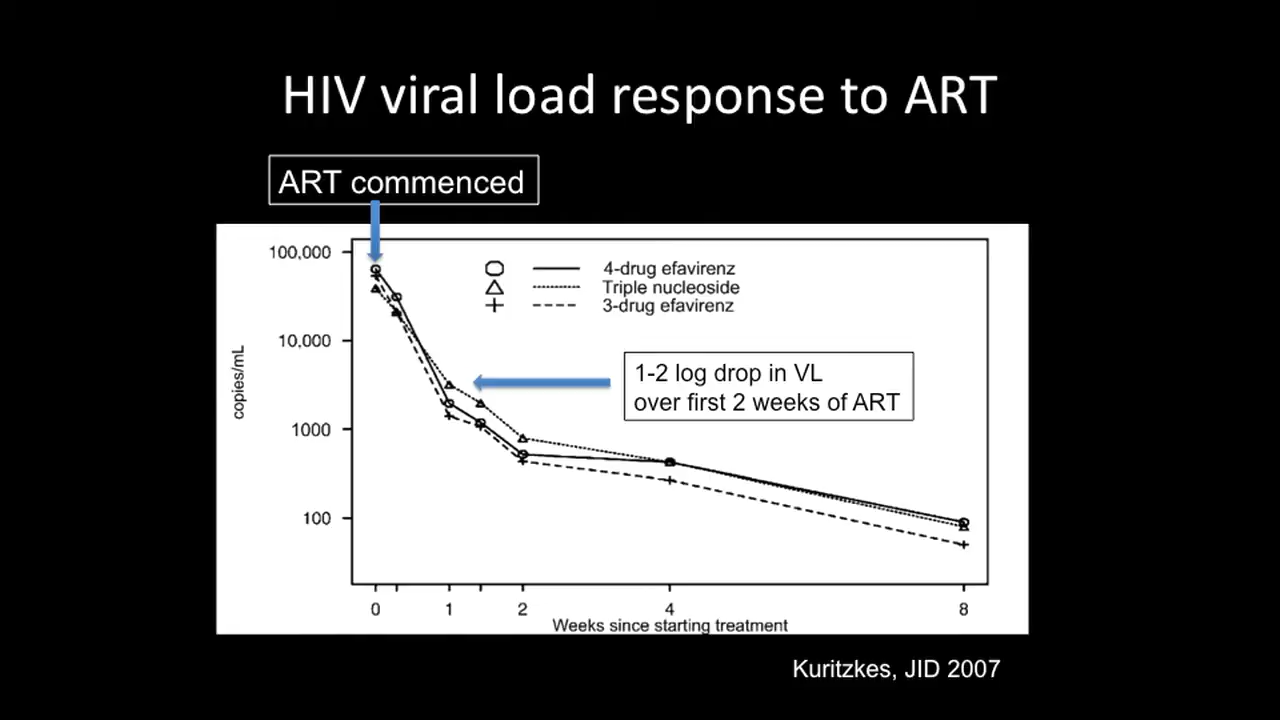 HIV viral load response to ART
ART commenced
100,000
10,000
1000
100
copies/mL
4-drug efavirenz
Triple nucleoside
3-drug efavirenz
1-2 log drop in VL
over first 2 weeks of ART
0 1 2 4 8
Weeks since starting treatment
Kuritzkes, JID 2007